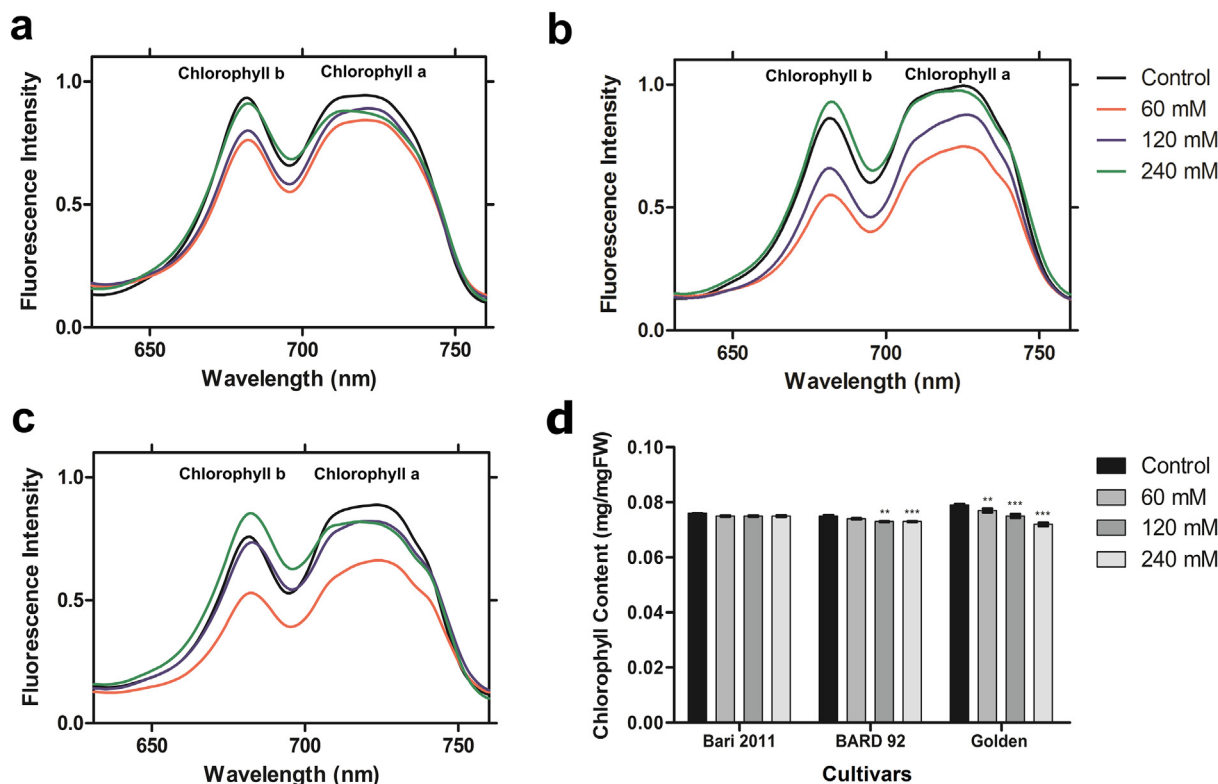 a
Chlorophyll b
Chlorophyll a
1.0
0.5
0.0
Fluorescence Intensity
650
700
750
Wavelength (nm)
b
Chlorophyll b
Chlorophyll a
1.0
0.5
0.0
Fluorescence Intensity
650
700
750
Wavelength (nm)
Control
60 mM
120 mM
240 mM
c
Chlorophyll b
Chlorophyll a
1.0
0.5
0.0
Fluorescence Intensity
650
700
750
Wavelength (nm)
d
0.10
0.08
0.06
0.04
0.02
0.00
Chlorophyll Content (mg/mgFW)
**
***
**
***
***
Bari 2011
BARD 92
Golden
Cultivars
Control
60 mM
120 mM
240 mM